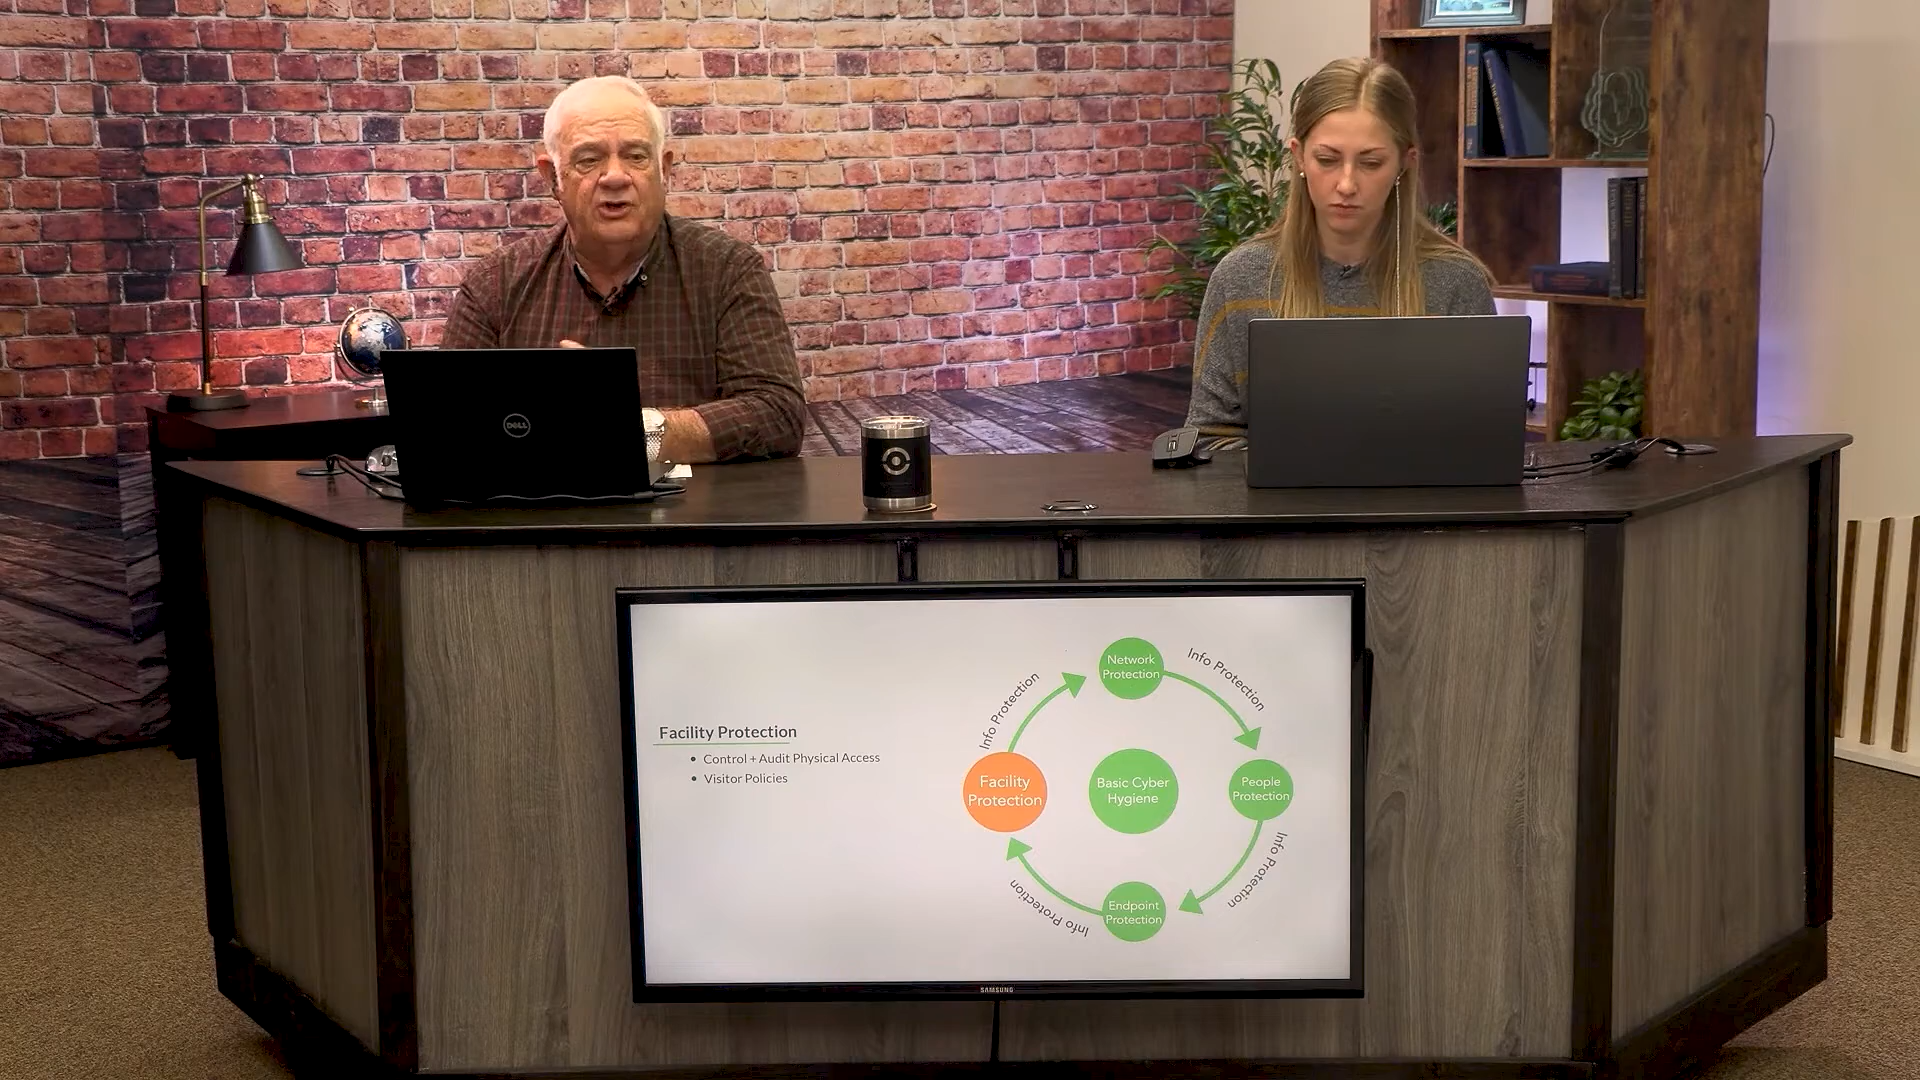 DELL
Facility Protection
• Control + Audit Physical Access
• Visitor Policies
Network
Protection
Info Protection
People
Protection
Info Protection
Endpoint
Protection
Info Protection
Facility
Protection
Info Protection
Basic Cyber
Hygiene
SAMSUNG